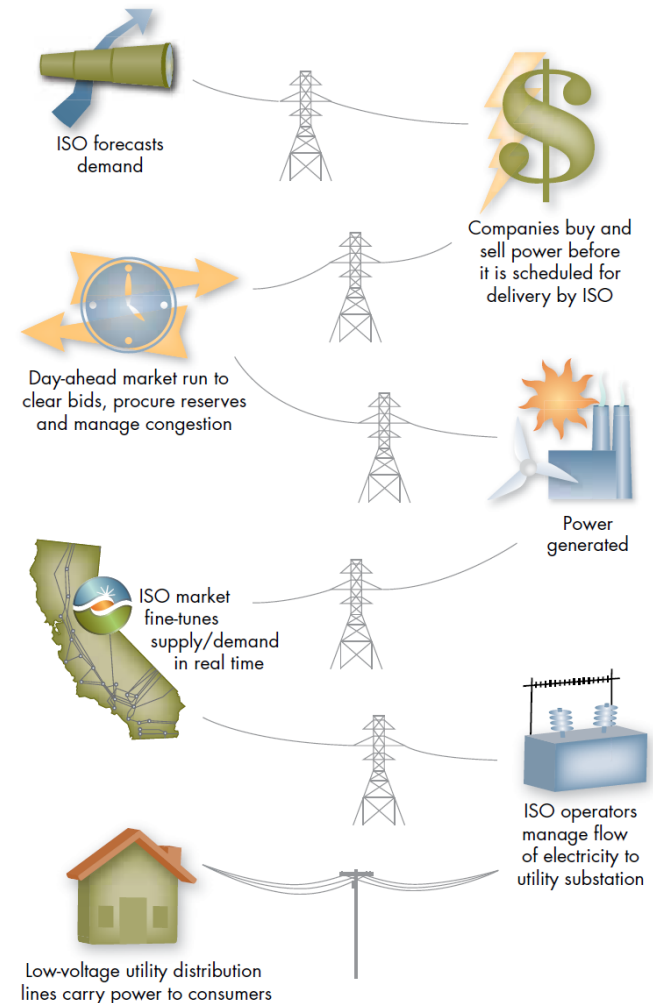 ISO forecasts
demand
$
Companies buy and
sell power before
it is scheduled for
delivery by ISO
Day-ahead market run to
clear bids, procure reserves
and manage congestion
Power
generated
ISO market
fine-tunes
supply/demand
in real time
ISO operators
manage flow
of electricity to
utility substation
Low-voltage utility distribution
lines carry power to consumers